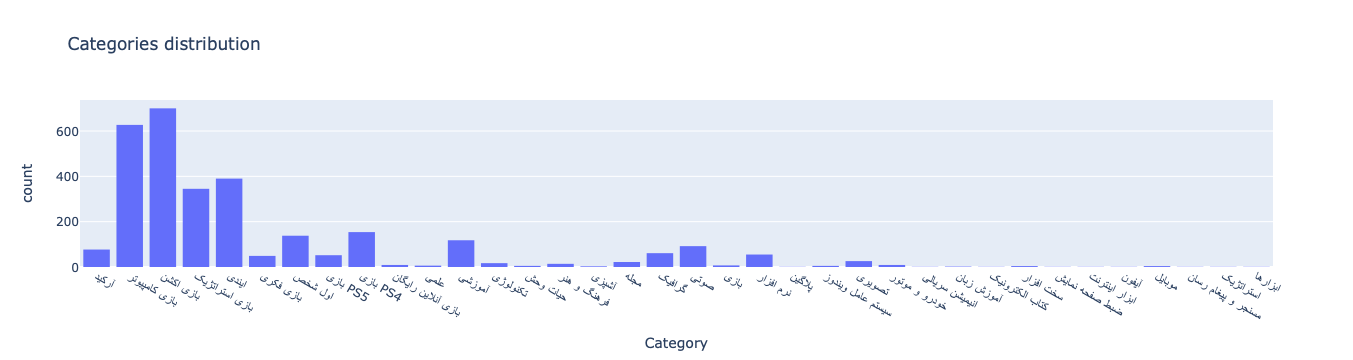 Categories distribution
count
600
400
200
0
آرکید
بازی کامپیوتر
بازی اکشن
بازی استراتژیک
ایندی
بازی فکری
اول شخص
بازی PS5
بازی PS4
بازی آنلاین رایگان
علمی
آموزشی
تکنولوژی
حیات وحش
فرهنگ و هنر
آشپزی
مجله
گرافیک
صوتی
بازی
نرم افزار
پلاگین
سیستم عامل ویندوز
تصویری
خودرو و موتور
انیمیشن سریالی
آموزش زبان
کتاب الکترونیک
سخت افزار
ضبط صفحه نمایش
ابزار اینترنت
آیفون
موبایل
مسنجر و پیغام رسان
استراتژیک
ابزارها
Category